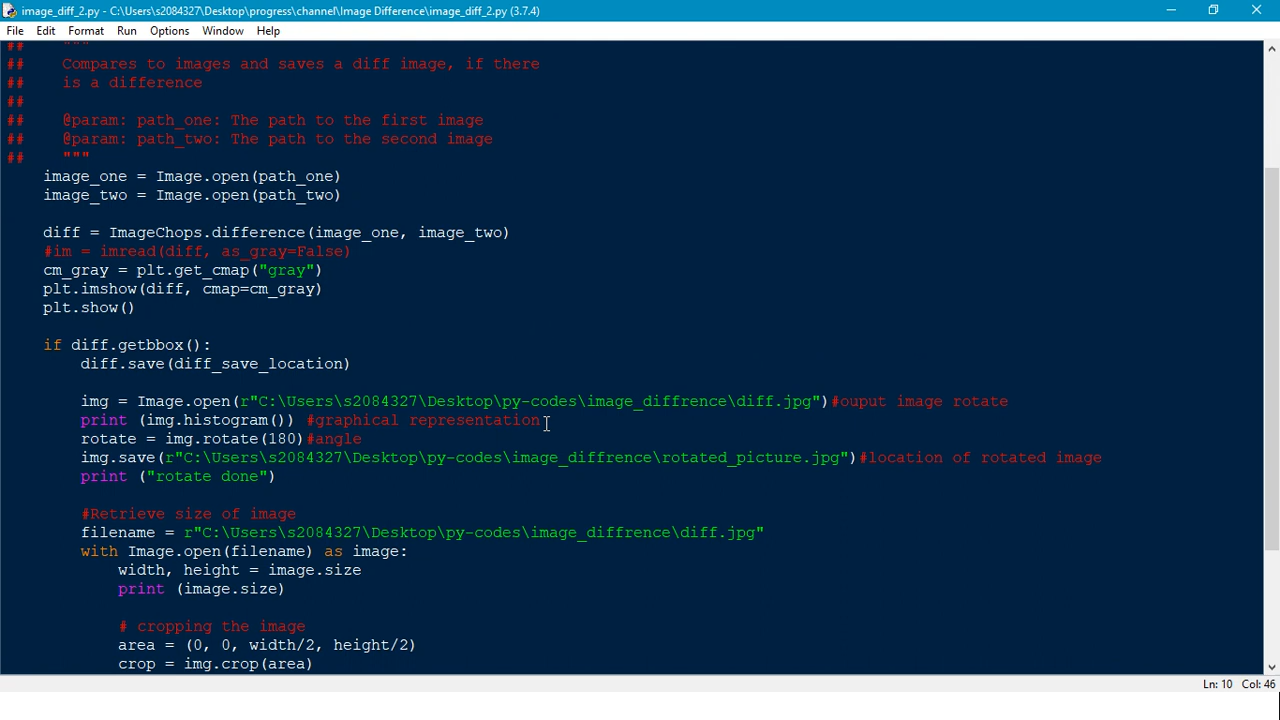 image_diff_2.py - C:\Users\s2084327\Desktop\progress\channel\Image Difference\image_diff_2.py (3.7.4)
File Edit Format Run Options Window Help
##    """
##    Compares to images and saves a diff image, if there
##    is a difference
##
##    @param: path_one: The path to the first image
##    @param: path_two: The path to the second image
##    """
    image_one = Image.open(path_one)
    image_two = Image.open(path_two)
    diff = ImageChops.difference(image_one, image_two)
    #im = imread(diff, as_gray=False)
    cm_gray = plt.get_cmap("gray")
    plt.imshow(diff, cmap=cm_gray)
    plt.show()
    if diff.getbbox():
        diff.save(diff_save_location)
        img = Image.open(r"C:\Users\s2084327\Desktop\py-codes\image_diffrence\diff.jpg")#ouput image rotate
        print (img.histogram()) #graphical representation
        rotate = img.rotate(180)#angle
        img.save(r"C:\Users\s2084327\Desktop\py-codes\image_diffrence\rotated_picture.jpg")#location of rotated image
        print ("rotate done")
        #Retrieve size of image
        filename = r"C:\Users\s2084327\Desktop\py-codes\image_diffrence\diff.jpg"
        with Image.open(filename) as image:
            width, height = image.size
            print (image.size)
            # cropping the image
            area = (0, 0, width/2, height/2)
            crop = img.crop(area)
Ln: 10 Col: 46